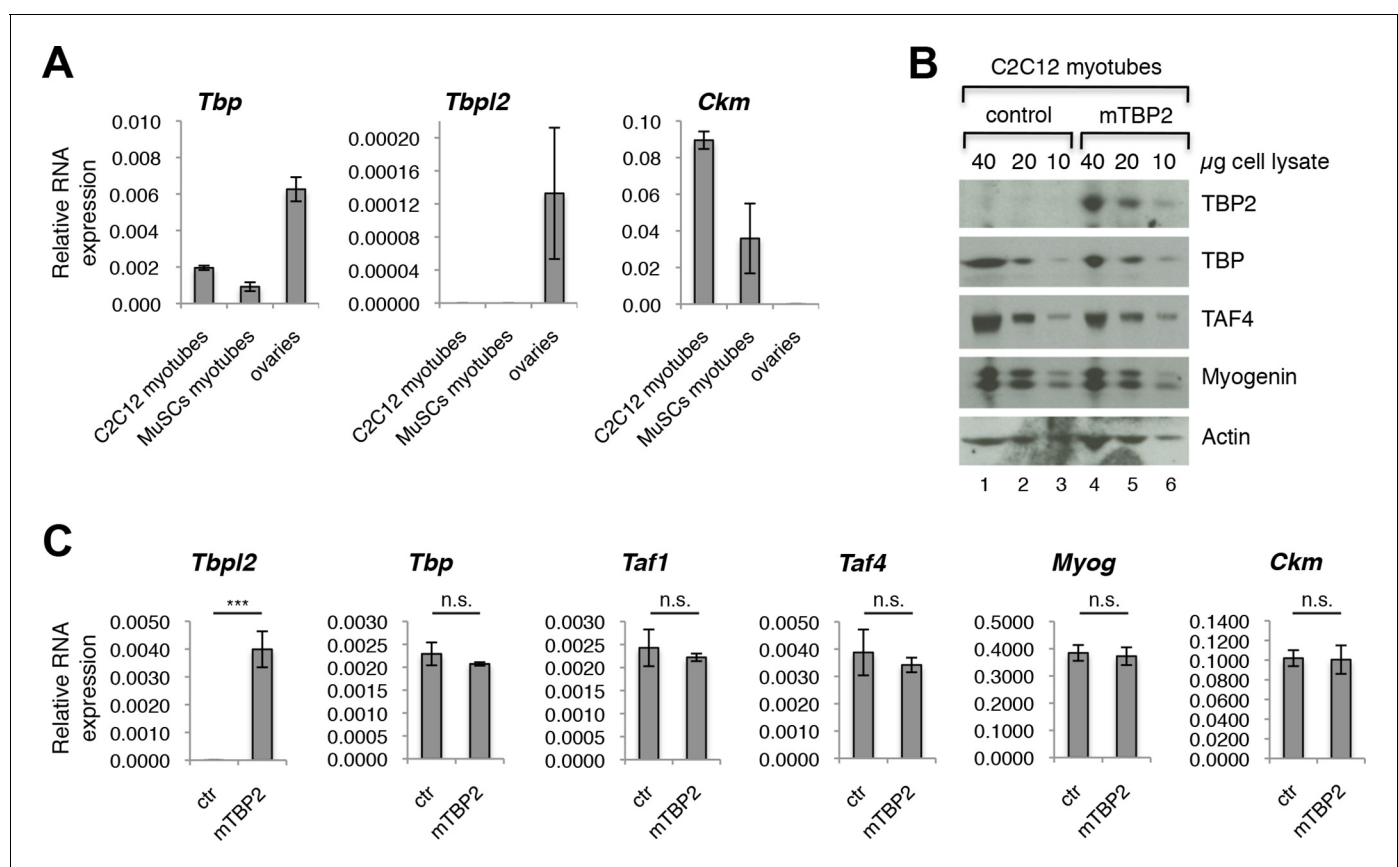 A
Relative RNA
expression
Tbp
0.010
0.008
0.006
0.004
0.002
0.000
C2C12 myotubes
MuSCs myotubes
ovaries
Tbpl2
0.00020
0.00016
0.00012
0.00008
0.00004
0.00000
C2C12 myotubes
MuSCs myotubes
ovaries
Ckm
0.10
0.08
0.06
0.04
0.02
0.00
C2C12 myotubes
MuSCs myotubes
ovaries
B
C2C12 myotubes
control mTBP2
40 20 10 40 20 10 µg cell lysate
TBP2
TBP
TAF4
Myogenin
Actin
1 2 3 4 5 6
C
Relative RNA
expression
Tbpl2
***
0.0050
0.0040
0.0030
0.0020
0.0010
0.0000
ctr
mTBP2
Tbp
n.s.
0.0030
0.0025
0.0020
0.0015
0.0010
0.0005
0.0000
ctr
mTBP2
Taf1
n.s.
0.0030
0.0025
0.0020
0.0015
0.0010
0.0005
0.0000
ctr
mTBP2
Taf4
n.s.
0.0050
0.0040
0.0030
0.0020
0.0010
0.0000
ctr
mTBP2
Myog
n.s.
0.5000
0.4000
0.3000
0.2000
0.1000
0.0000
ctr
mTBP2
Ckm
n.s.
0.1400
0.1200
0.1000
0.0800
0.0600
0.0400
0.0200
0.0000
ctr
mTBP2